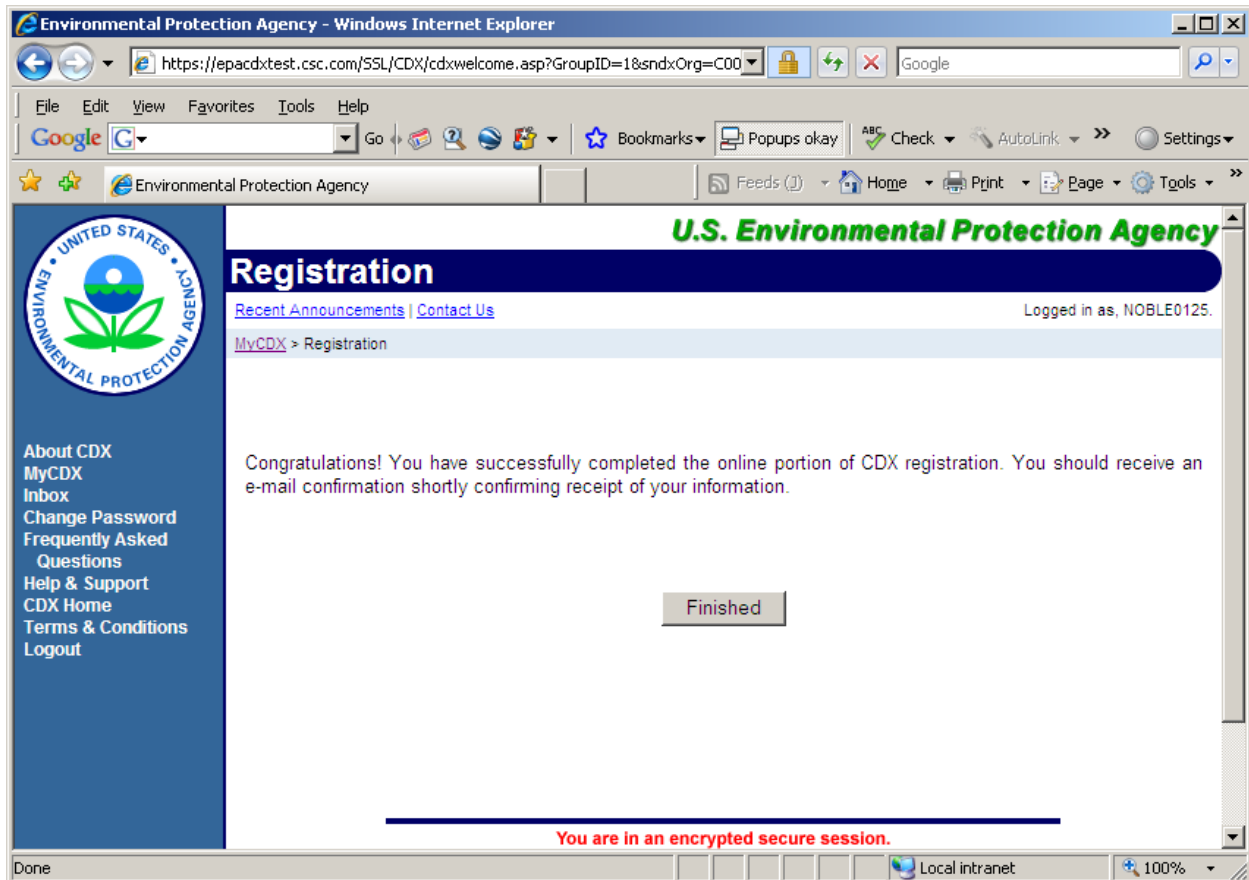 Environmental Protection Agency - Windows Internet Explorer
https://epacdxtest.csc.com/SSL/CDX/cdxwelcome.asp?GroupID=1&sndxOrg=C00
Google
File Edit View Favorites Tools Help
Google G Go Bookmarks Popups okay ABC Check AutoLink » Settings
Environmental Protection Agency Feeds (J) Home Print Page Tools »
UNITED STATES
ENVIRONMENTAL PROTECTION AGENCY
U.S. Environmental Protection Agency
Registration
Recent Announcements | Contact Us Logged in as, NOBLE0125.
MyCDX > Registration
About CDX
MyCDX
Inbox
Change Password
Frequently Asked
Questions
Help & Support
CDX Home
Terms & Conditions
Logout
Congratulations! You have successfully completed the online portion of CDX registration. You should receive an
e-mail confirmation shortly confirming receipt of your information.
Finished
You are in an encrypted secure session.
Done Local intranet 100%